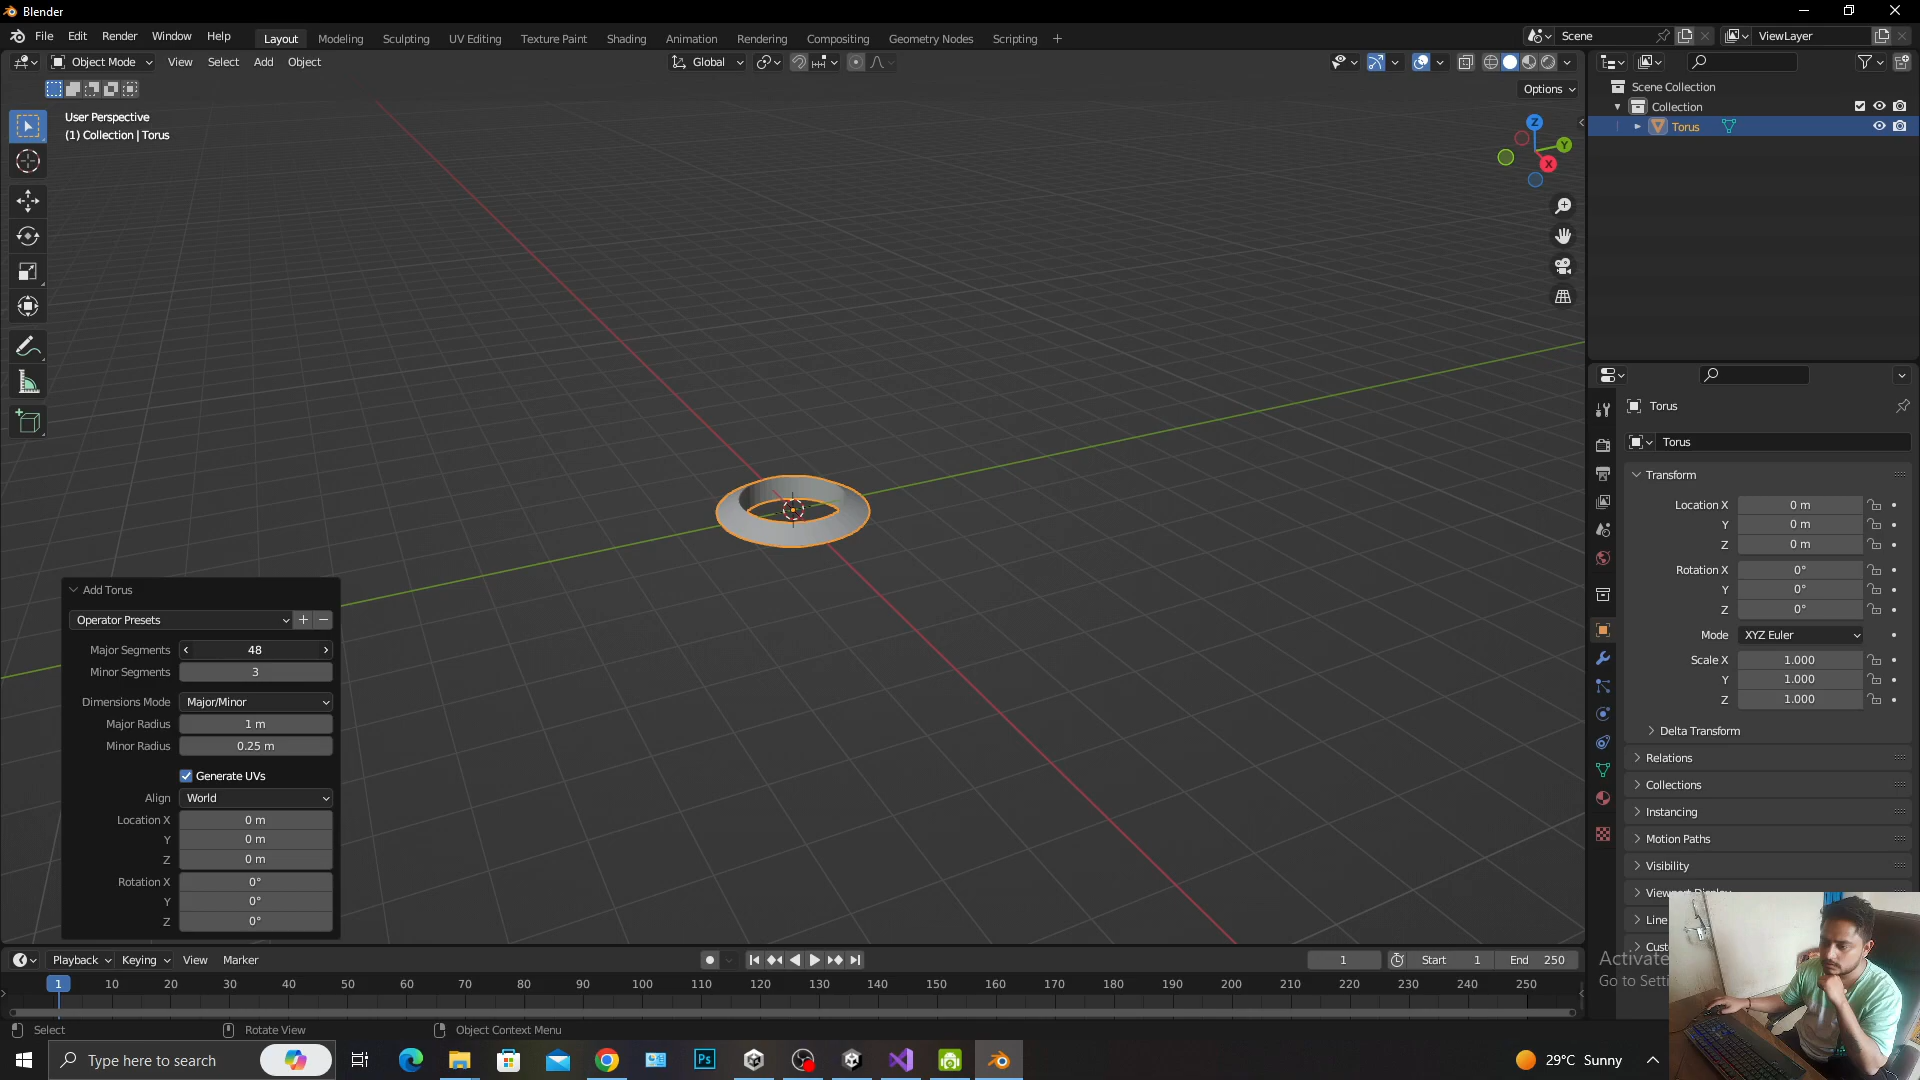 Blender
File Edit Render Window Help
Layout Modeling Sculpting UV Editing Texture Paint Shading Animation Rendering Compositing Geometry Nodes Scripting +
Scene
ViewLayer
Object Mode View Select Add Object
Global
Options
User Perspective
(1) Collection | Torus
Z
Y
X
Scene Collection
Collection
Torus
Torus
Torus
Transform
Location X 0 m
Y 0 m
Z 0 m
Rotation X 0°
Y 0°
Z 0°
Mode XYZ Euler
Scale X 1.000
Y 1.000
Z 1.000
Delta Transform
Relations
Collections
Instancing
Motion Paths
Visibility
Viewport Display
Line
Cust
Activate
Go to Setti
Add Torus
Operator Presets + −
Major Segments 48
Minor Segments 3
Dimensions Mode Major/Minor
Major Radius 1 m
Minor Radius 0.25 m
Generate UVs
Align World
Location X 0 m
Y 0 m
Z 0 m
Rotation X 0°
Y 0°
Z 0°
Playback Keying View Marker
1 Start 1 End 250
1 10 20 30 40 50 60 70 80 90 100 110 120 130 140 150 160 170 180 190 200 210 220 230 240 250
Select Rotate View Object Context Menu
Type here to search
Ps
29°C Sunny